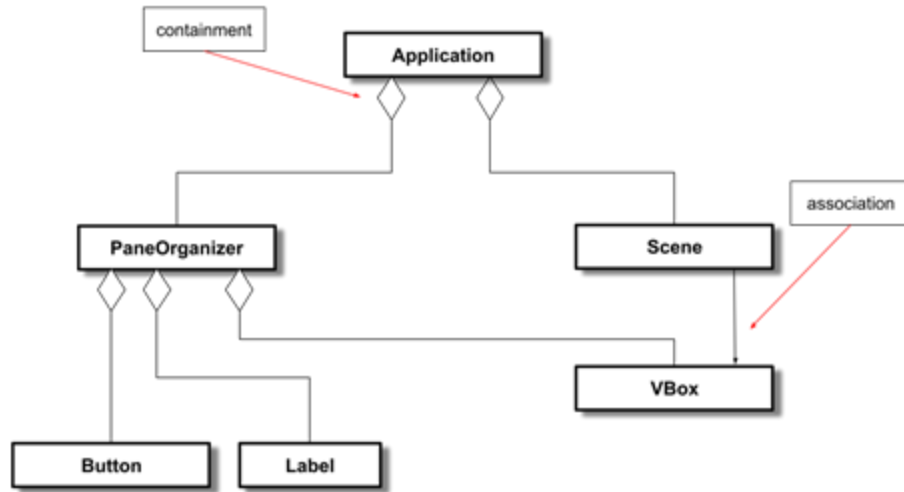 containment
Application
association
PaneOrganizer
Scene
VBox
Button
Label